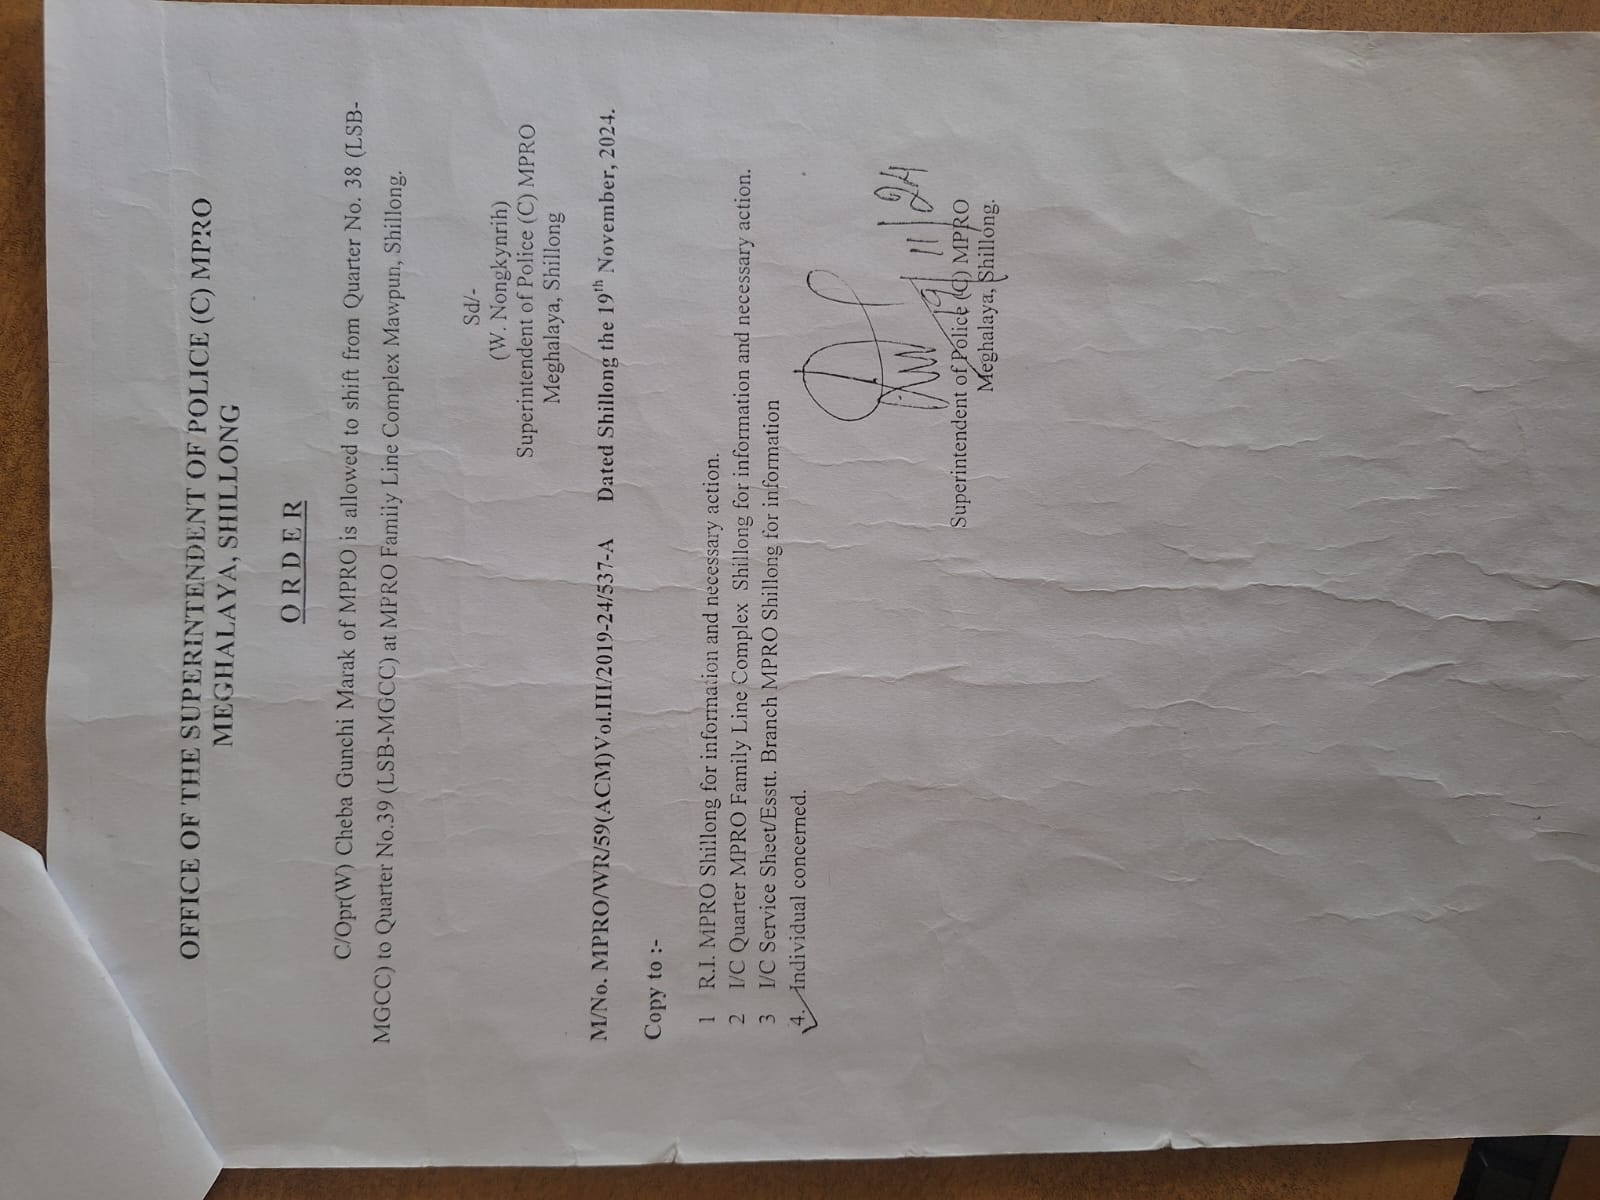 OFFICE OF THE SUPERINTENDENT OF POLICE (C) MPRO
MEGHALAYA, SHILLONG
ORDER
C/Opr(W) Cheba Gunchi Marak of MPRO is allowed to shift from Quarter No. 38 (LSB-
MGCC) to Quarter No.39 (LSB-MGCC) at MPRO Family Line Complex Mawpun, Shillong.
Sd/-
(W. Nongkynrih)
Superintendent of Police (C) MPRO
Meghalaya, Shillong
M/No. MPRO/WR/59(ACM)Vol.III/2019-24/537-A Dated Shillong the 19th November, 2024.
Copy to :-
1 R.I. MPRO Shillong for information and necessary action.
2 I/C Quarter MPRO Family Line Complex Shillong for information and necessary action.
3 I/C Service Sheet/Esstt. Branch MPRO Shillong for information
4. Individual concerned.
19/11/24
Superintendent of Police (C) MPRO
Meghalaya, Shillong.